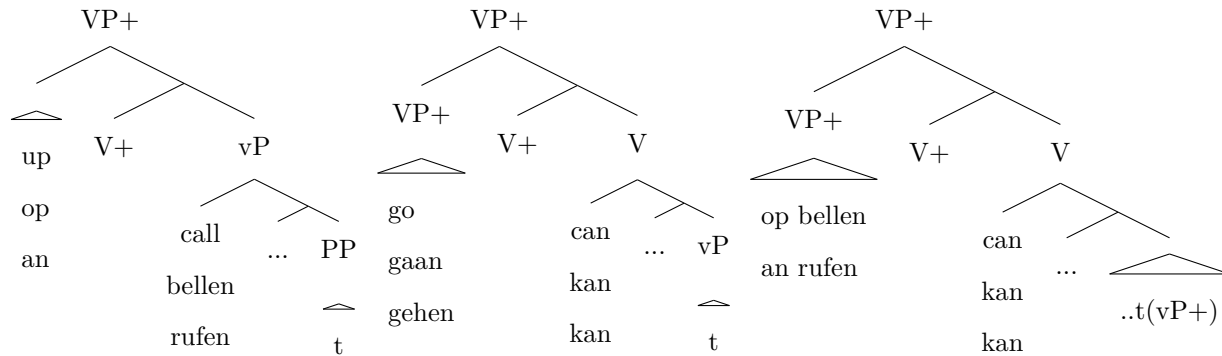 VP+ VP+ VP+
VP+ VP+
V+ vP V+ V V+ V
up
op
an
call ... PP
bellen
rufen t
go
gaan
gehen
can ... vP
kan
kan t
op bellen
an rufen
can ...
kan ..t(vP+)
kan